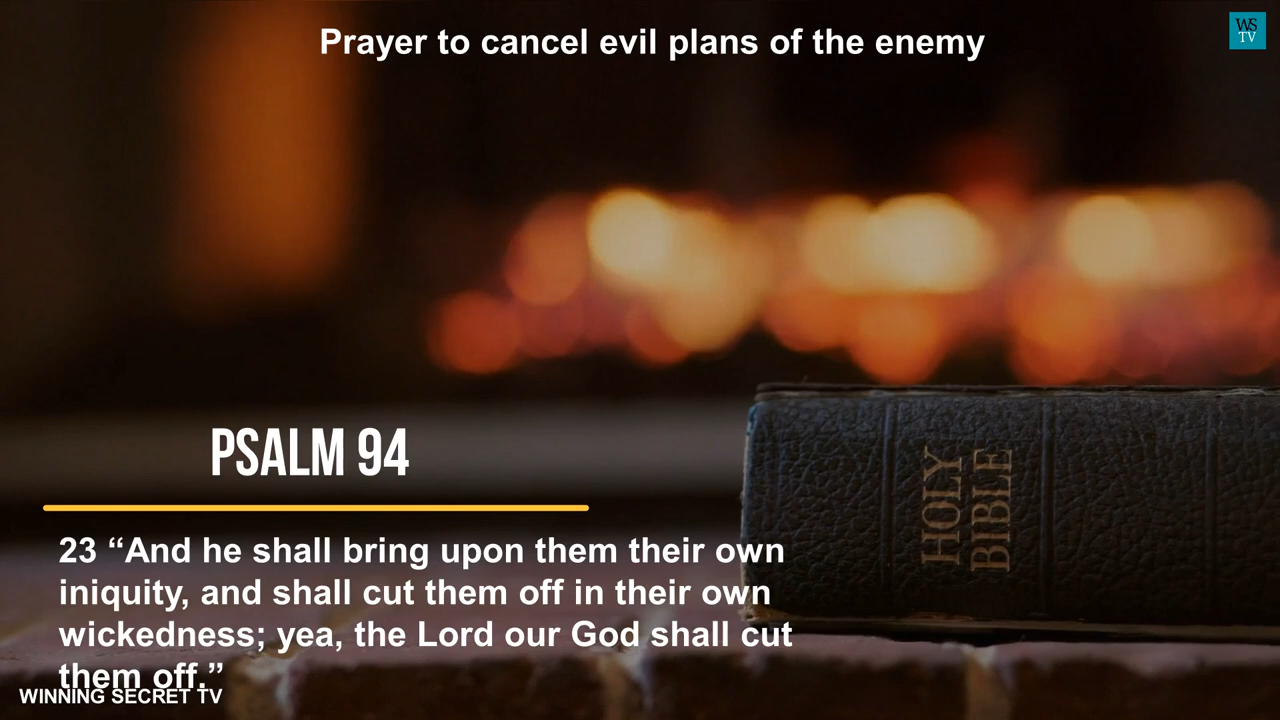 Prayer to cancel evil plans of the enemy
WS
TV
PSALM 94
23 “And he shall bring upon them their own
iniquity, and shall cut them off in their own
wickedness; yea, the Lord our God shall cut
them off.”
WINNING SECRET TV
HOLY
BIBLE